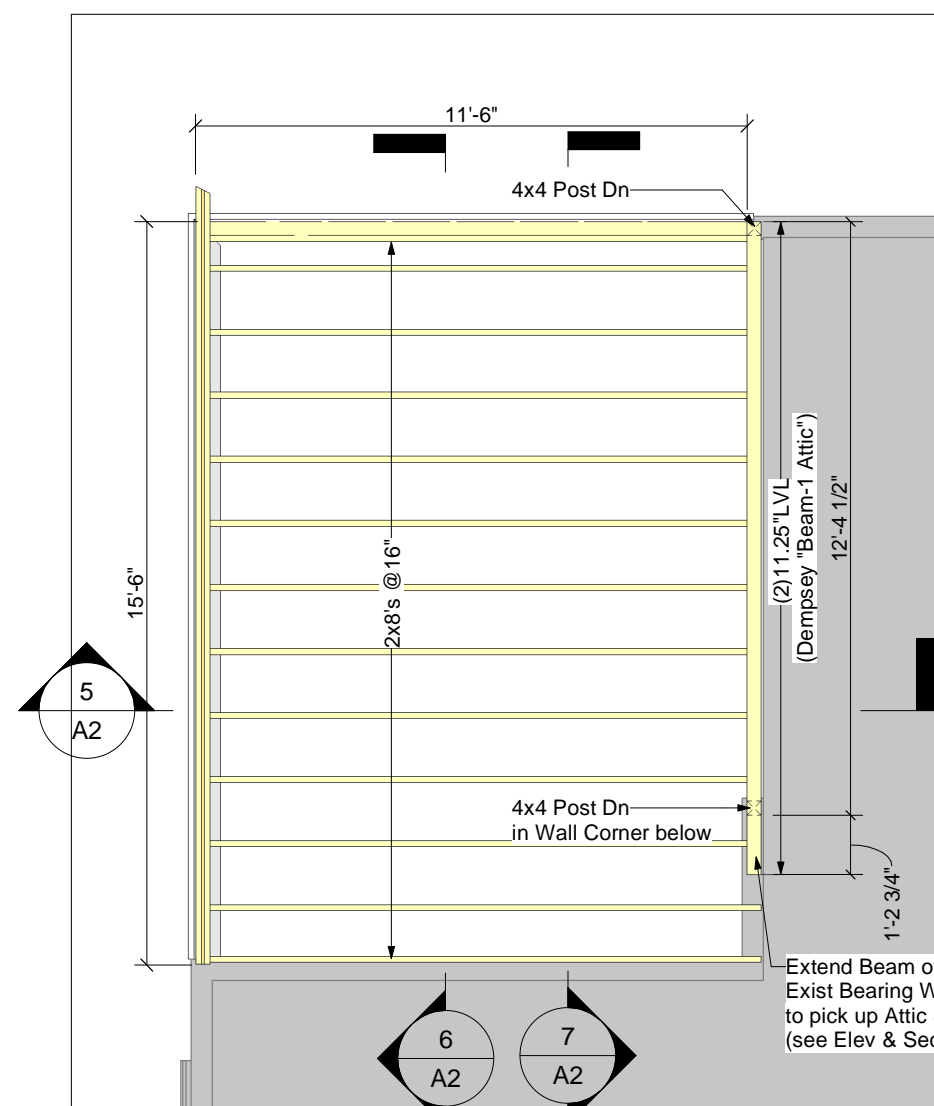 11'-6"
4x4 Post Dn
(2)11.25"LVL
(Dempsey "Beam-1 Attic")
12'-4 1/2"
2x8's @16"
15'-6"
5
A2
4x4 Post Dn
in Wall Corner below
1'-2 3/4"
Extend Beam
Exist Bearing
to pick up Attic
(see Elev &
6
A2
7
A2